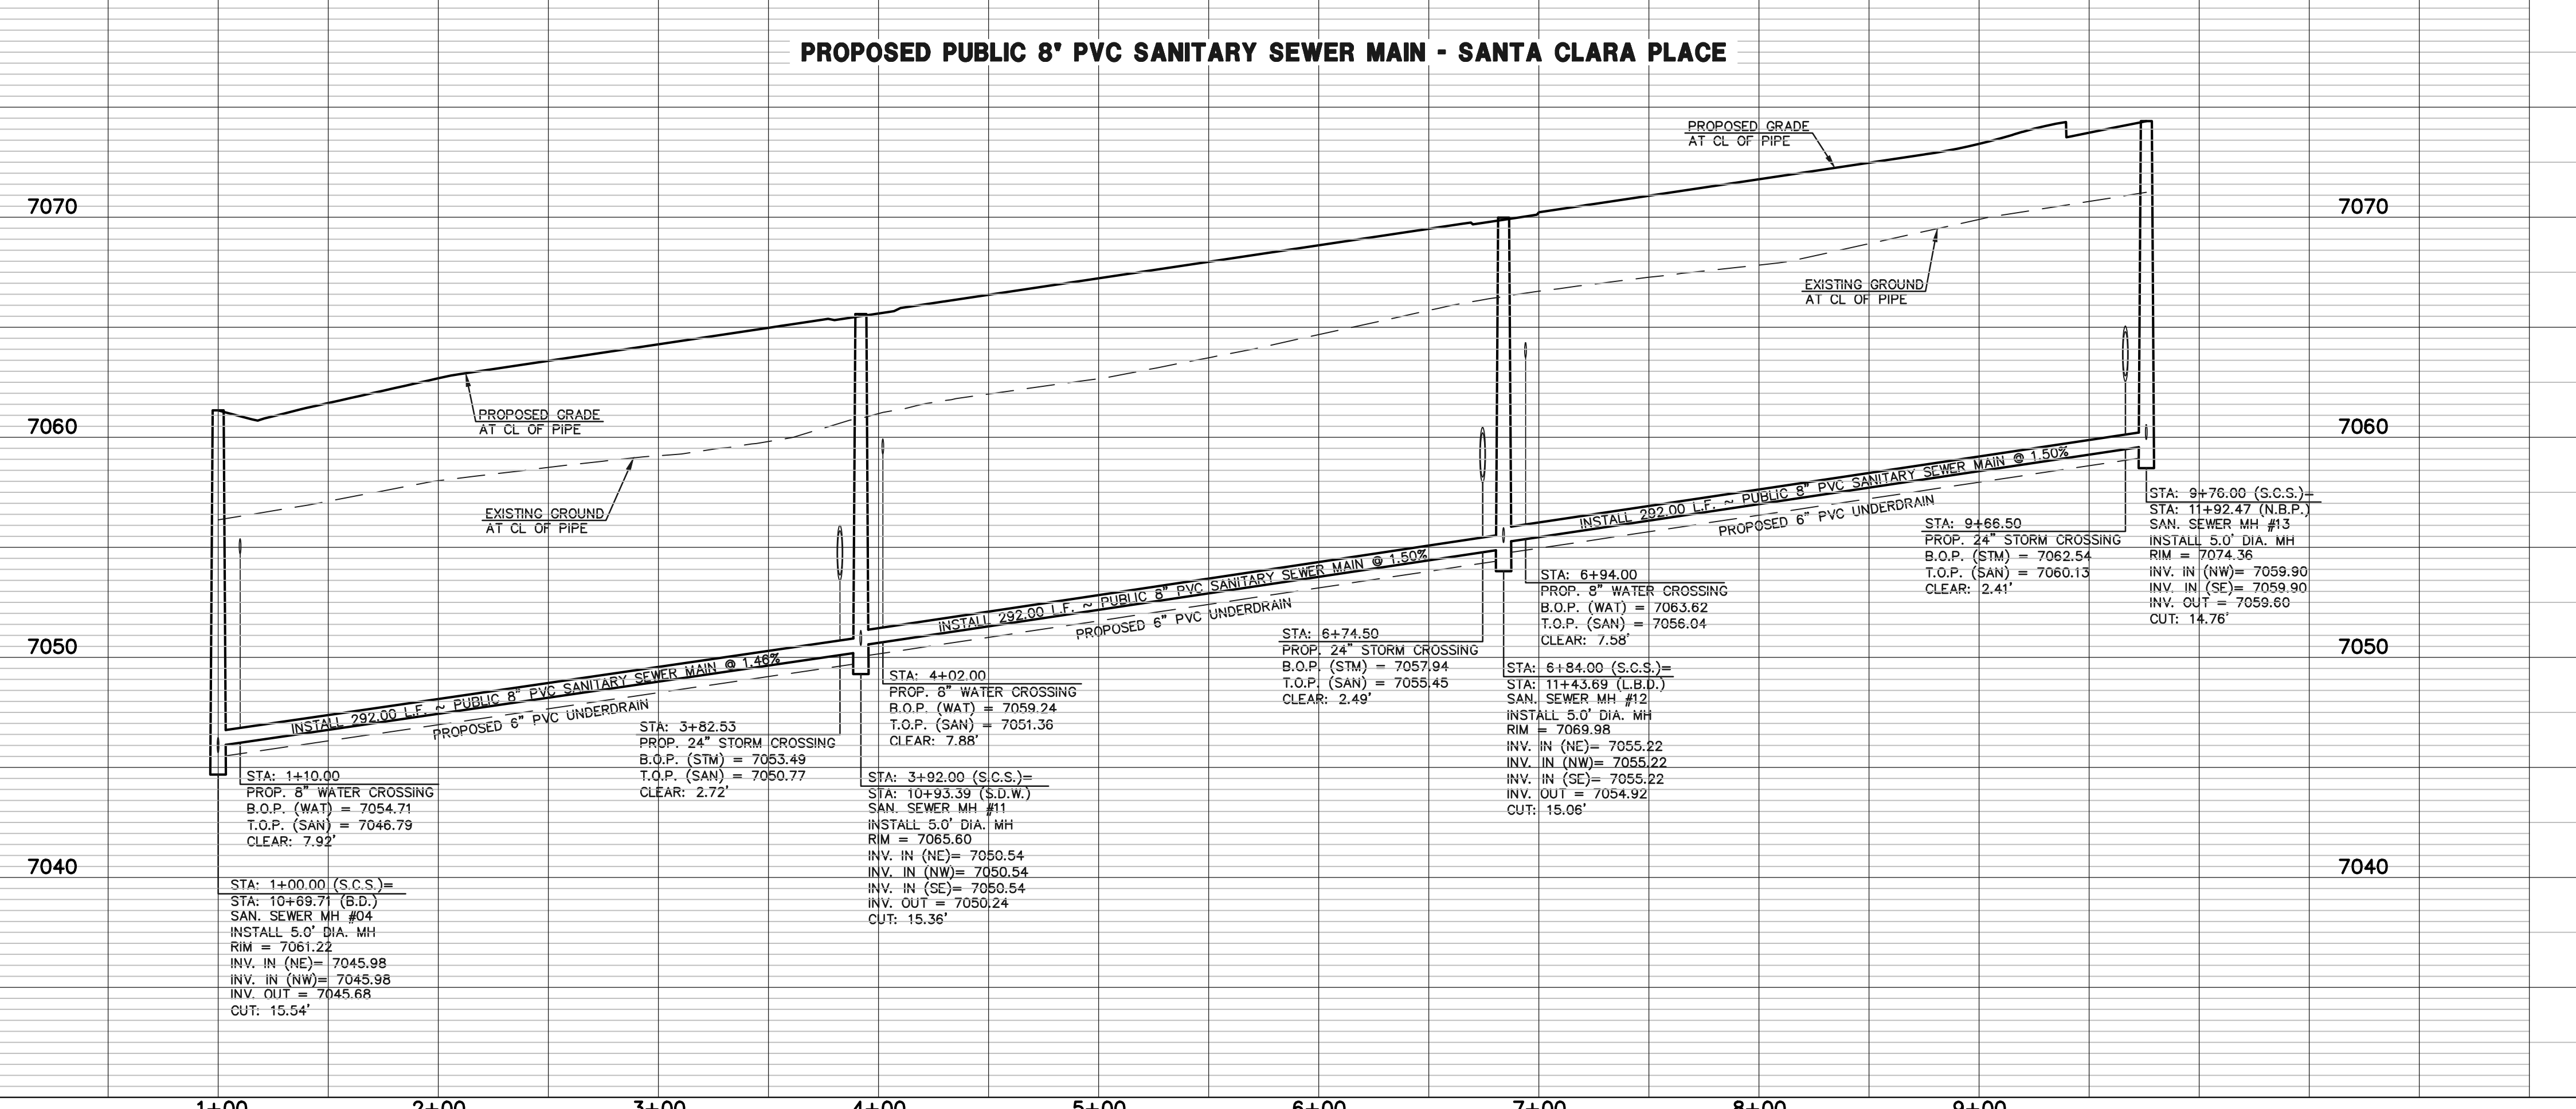 PROPOSED PUBLIC 8' PVC SANITARY SEWER MAIN - SANTA CLARA PLACE
PROPOSED GRADE
AT CL OF PIPE
7070
7070
EXISTING GROUND
AT CL OF PIPE
PROPOSED GRADE
AT CL OF PIPE
7060
7060
EXISTING GROUND
AT CL OF PIPE
INSTALL 292.00 L.F. ~ PUBLIC 8" PVC SANITARY SEWER MAIN @ 1.46%
PROPOSED 6" PVC UNDERDRAIN
INSTALL 292.00 L.F. ~ PUBLIC 8" PVC SANITARY SEWER MAIN @ 1.50%
PROPOSED 6" PVC UNDERDRAIN
INSTALL 292.00 L.F. ~ PUBLIC 8" PVC SANITARY SEWER MAIN @ 1.50%
PROPOSED 6" PVC UNDERDRAIN
7050
7050
STA: 1+10.00
PROP. 8" WATER CROSSING
B.O.P. (WAT) = 7054.71
T.O.P. (SAN) = 7046.79
CLEAR: 7.92'
STA: 1+00.00 (S.C.S.)=
STA: 10+69.71 (B.D.)
SAN. SEWER MH #04
INSTALL 5.0' DIA. MH
RIM = 7061.22
INV. IN (NE)= 7045.98
INV. IN (NW)= 7045.98
INV. OUT = 7045.68
CUT: 15.54'
STA: 3+82.53
PROP. 24" STORM CROSSING
B.O.P. (STM) = 7053.49
T.O.P. (SAN) = 7050.77
CLEAR: 2.72'
STA: 4+02.00
PROP. 8" WATER CROSSING
B.O.P. (WAT) = 7059.24
T.O.P. (SAN) = 7051.36
CLEAR: 7.88'
STA: 3+92.00 (S.C.S.)=
STA: 10+93.39 (S.D.W.)
SAN. SEWER MH #11
INSTALL 5.0' DIA. MH
RIM = 7065.60
INV. IN (NE)= 7050.54
INV. IN (NW)= 7050.54
INV. IN (SE)= 7050.54
INV. OUT = 7050.24
CUT: 15.36'
STA: 6+74.50
PROP. 24" STORM CROSSING
B.O.P. (STM) = 7057.94
T.O.P. (SAN) = 7055.45
CLEAR: 2.49'
STA: 6+94.00
PROP. 8" WATER CROSSING
B.O.P. (WAT) = 7063.62
T.O.P. (SAN) = 7056.04
CLEAR: 7.58'
STA: 6+84.00 (S.C.S.)=
STA: 11+43.69 (L.B.D.)
SAN. SEWER MH #12
INSTALL 5.0' DIA. MH
RIM = 7069.98
INV. IN (NE)= 7055.22
INV. IN (NW)= 7055.22
INV. IN (SE)= 7055.22
INV. OUT = 7054.92
CUT: 15.06'
STA: 9+66.50
PROP. 24" STORM CROSSING
B.O.P. (STM) = 7062.54
T.O.P. (SAN) = 7060.13
CLEAR: 2.41'
STA: 9+76.00 (S.C.S.)=
STA: 11+92.47 (N.B.P.)
SAN. SEWER MH #13
INSTALL 5.0' DIA. MH
RIM = 7074.36
INV. IN (NW)= 7059.90
INV. IN (SE)= 7059.90
INV. OUT = 7059.60
CUT: 14.76'
7040
7040
1+00 2+00 3+00 4+00 5+00 6+00 7+00 8+00 9+00